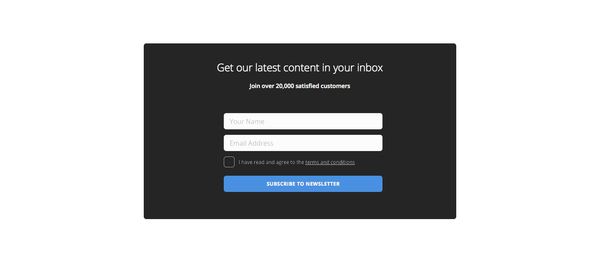 Get our latest content in your inbox
Join over 20,000 satisfied customers
Your Name
Email Address
I have read and agree to the terms and conditions
SUBSCRIBE TO NEWSLETTER